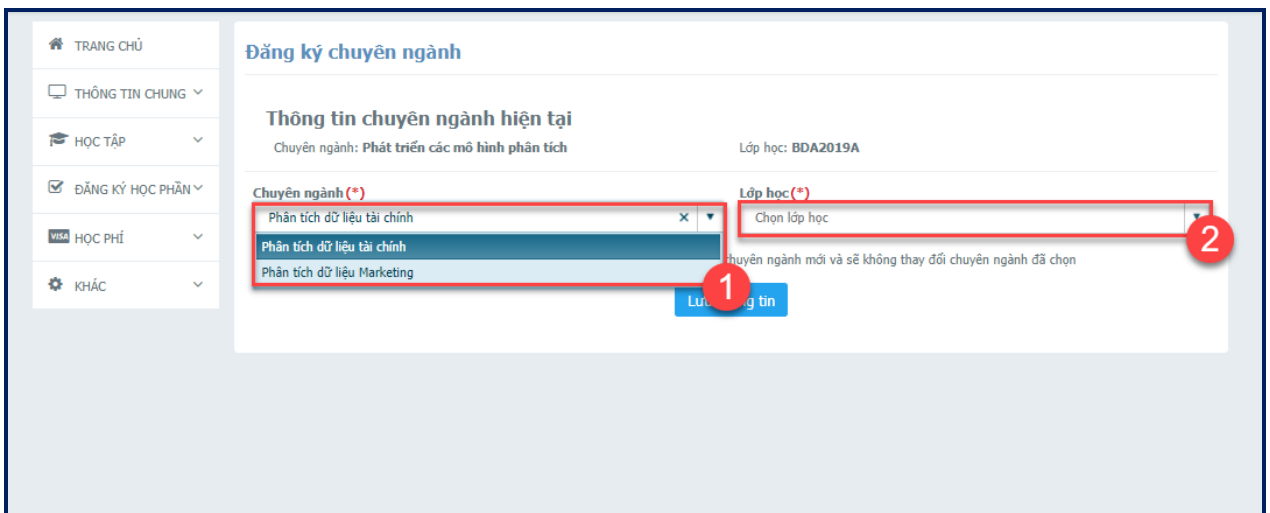 TRANG CHỦ
THÔNG TIN CHUNG
HỌC TẬP
ĐĂNG KÝ HỌC PHẦN
VISA HỌC PHÍ
KHÁC
Đăng ký chuyên ngành
Thông tin chuyên ngành hiện tại
Chuyên ngành: Phát triển các mô hình phân tích
Lớp học: BDA2019A
Chuyên ngành (*)
Lớp học (*)
Phân tích dữ liệu tài chính
Chọn lớp học
Phân tích dữ liệu tài chính
Phân tích dữ liệu Marketing
1
2
chuyên ngành mới và sẽ không thay đổi chuyên ngành đã chọn
tin